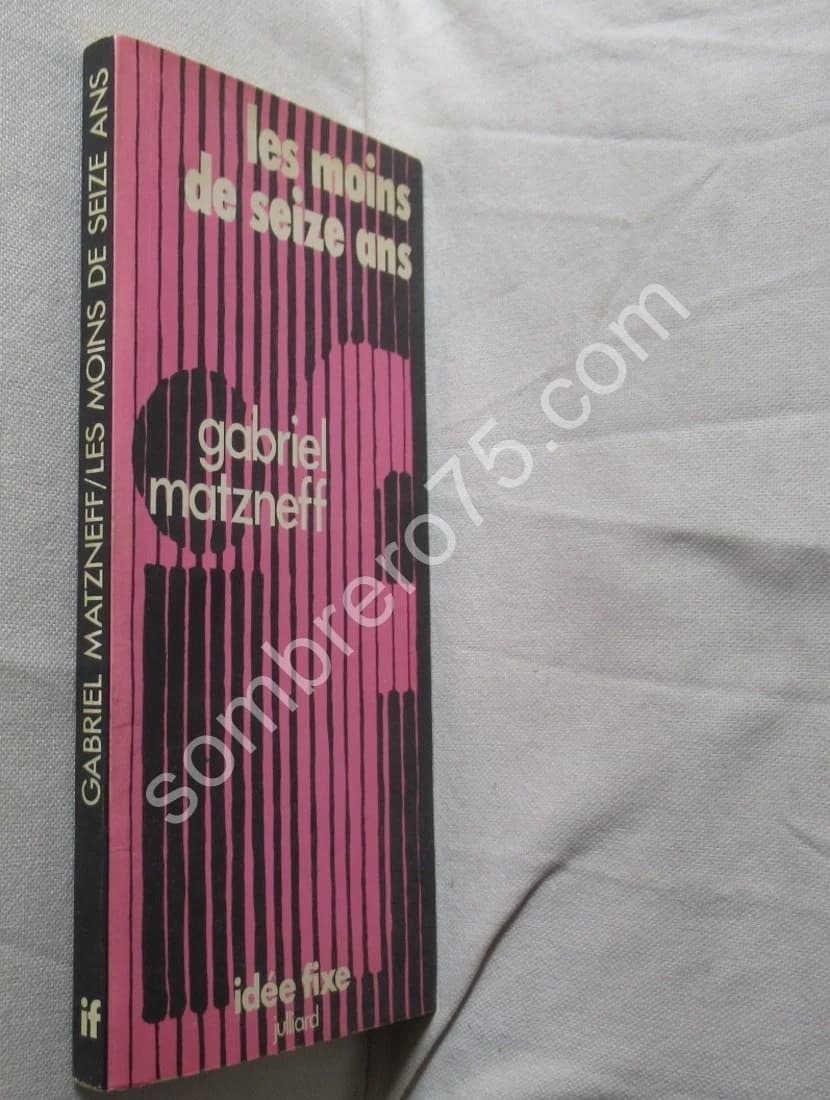 GABRIEL MATZNEFF/LES MOINS DE SEIZE ANS
if
les moins
de seize ans
gabriel
matzneff
idée fixe
julliard
sombrero75.com